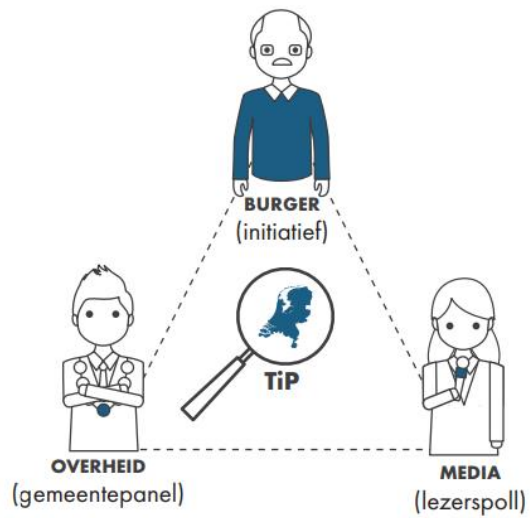 BURGER
(initiatief)
TiP
OVERHEID
(gemeentepanel)
MEDIA
(lezerspoll)